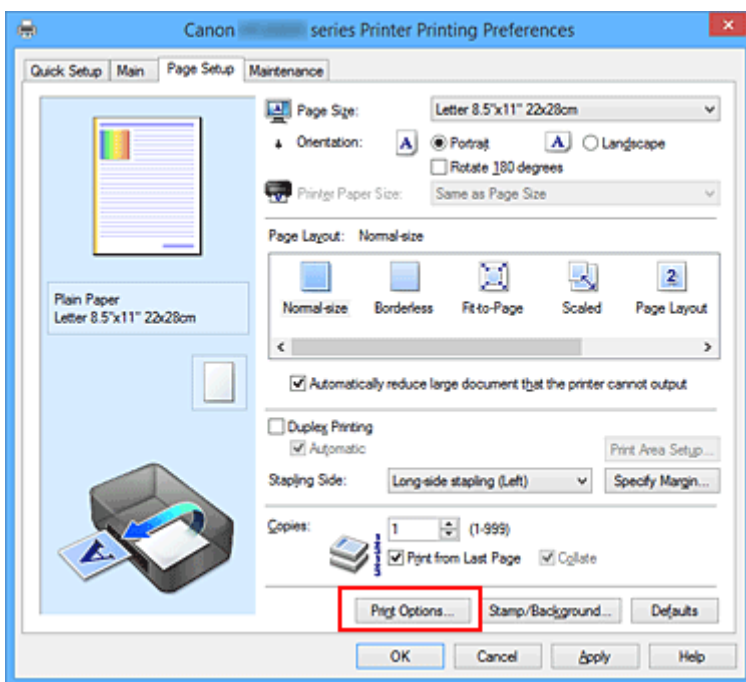 Canon series Printer Printing Preferences
Quick Setup Main Page Setup Maintenance
Page Size: Letter 8.5"x11" 22x28cm
Orientation: A Portrait A Landscape
Rotate 180 degrees
Printer Paper Size: Same as Page Size
Page Layout: Normal-size
2
Normal-size Borderless Fit-to-Page Scaled Page Layout
Plain Paper
Letter 8.5"x11" 22x28cm
Automatically reduce large document that the printer cannot output
Duplex Printing
Automatic Print Area Setup...
Stapling Side: Long-side stapling (Left) Specify Margin...
Copies: 1 (1-999)
Print from Last Page Collate
A
Print Options... Stamp/Background... Defaults
OK Cancel Apply Help